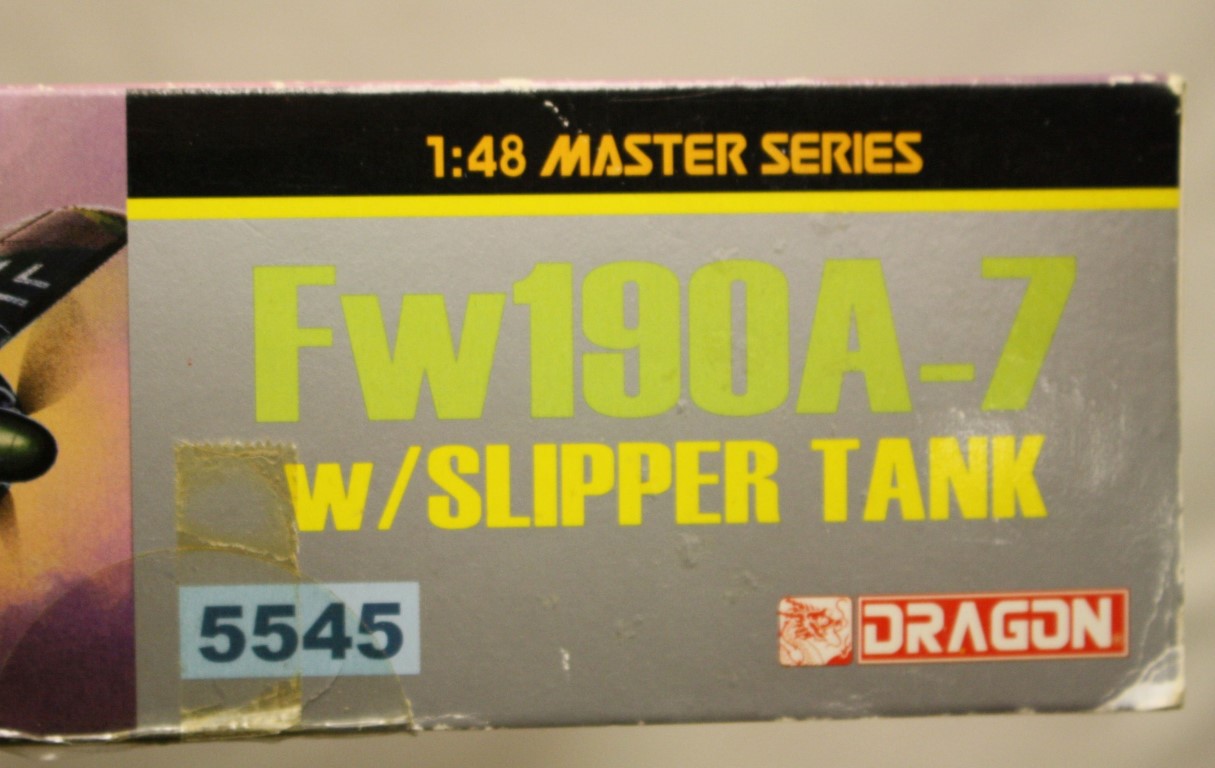 1:48 MASTER SERIES
Fw190A-7
w/SLIPPER TANK
5545
DRAGON